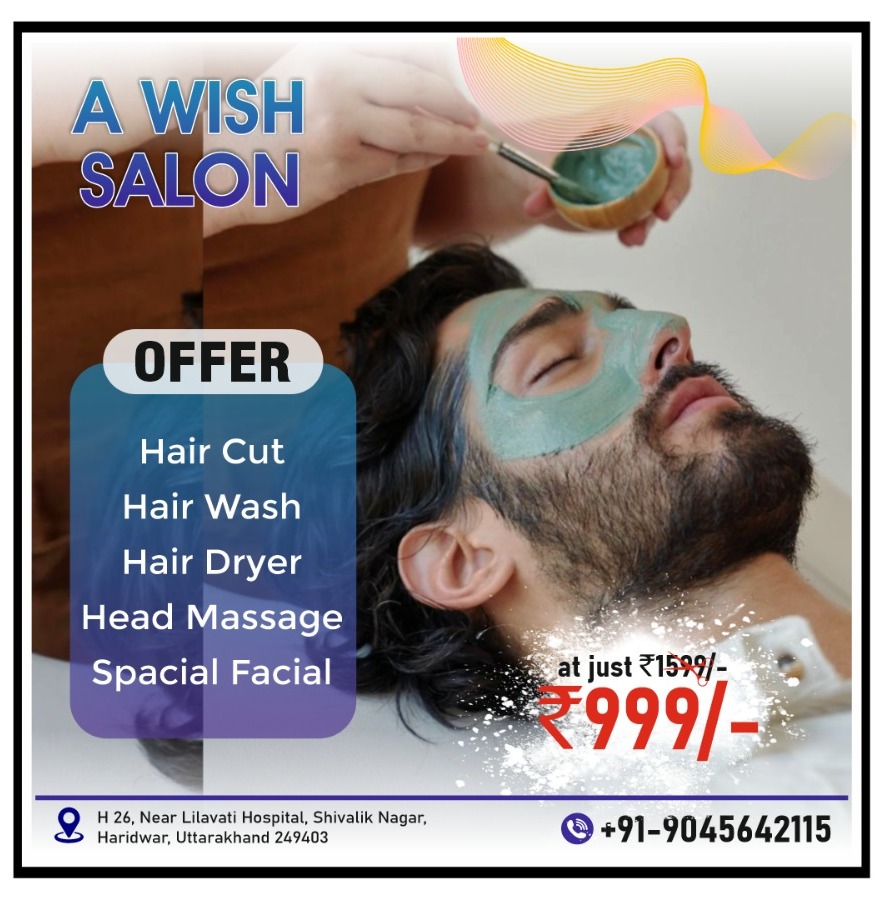 A WISH
SALON
OFFER
Hair Cut
Hair Wash
Hair Dryer
Head Massage
Spacial Facial
at just ₹1599/-
₹999/-
H 26, Near Lilavati Hospital, Shivalik Nagar,
Haridwar, Uttarakhand 249403
+91-9045642115